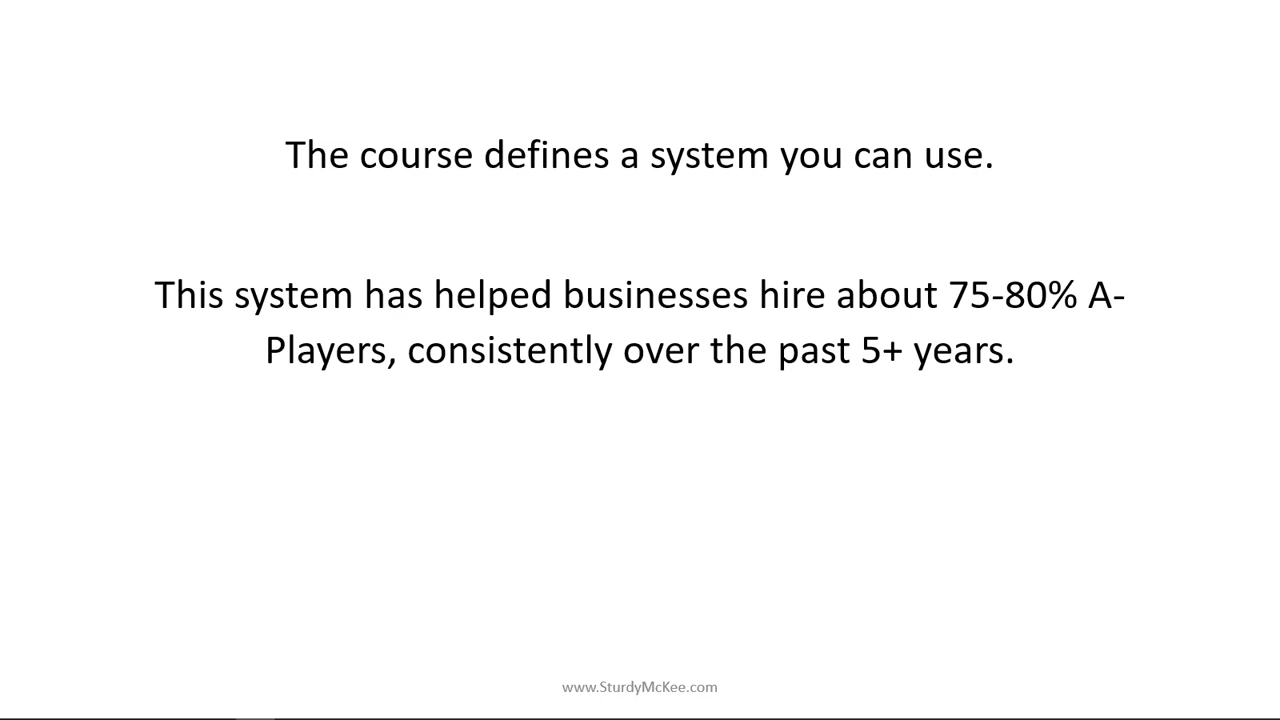 The course defines a system you can use.
This system has helped businesses hire about 75-80% A-
Players, consistently over the past 5+ years.
www.SturdyMcKee.com